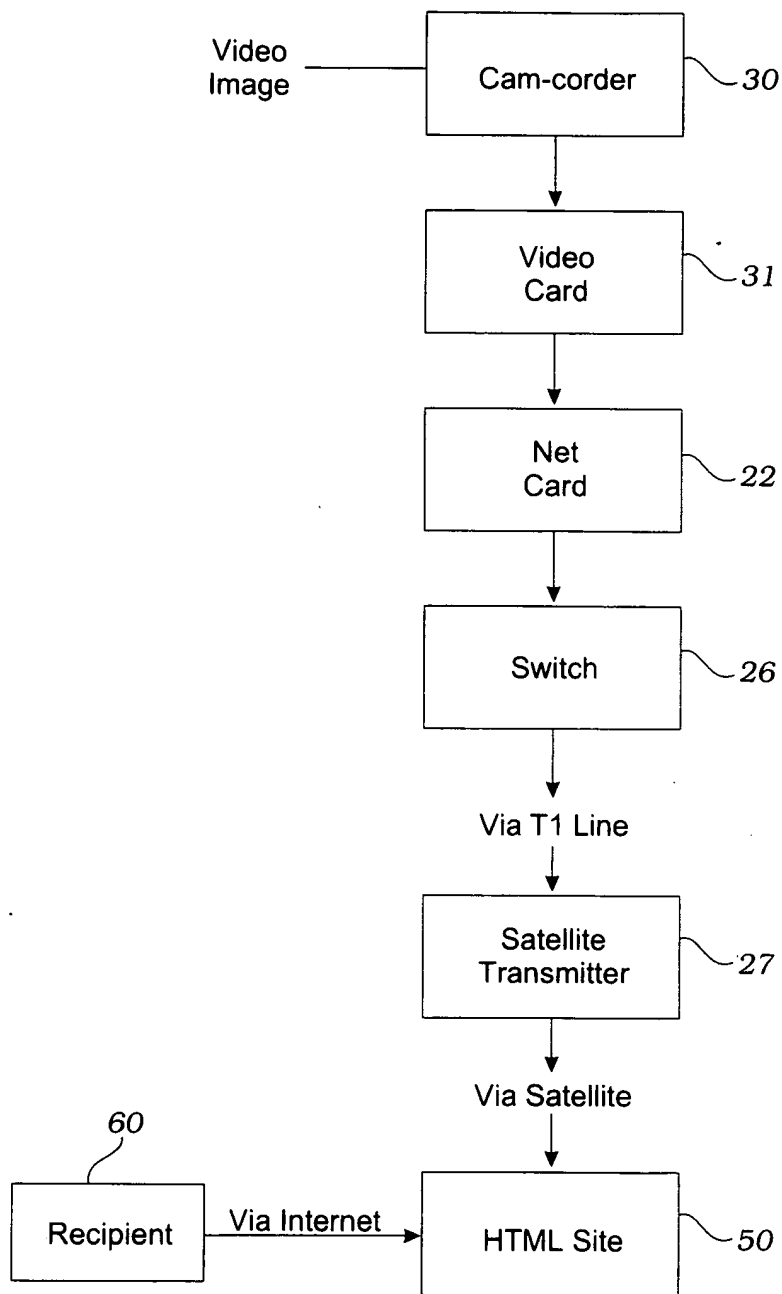 Video
Image
Cam-corder
30
Video
Card
31
Net
Card
22
Switch
26
Via T1 Line
Satellite
Transmitter
27
Via Satellite
60
Recipient
Via Internet
HTML Site
50